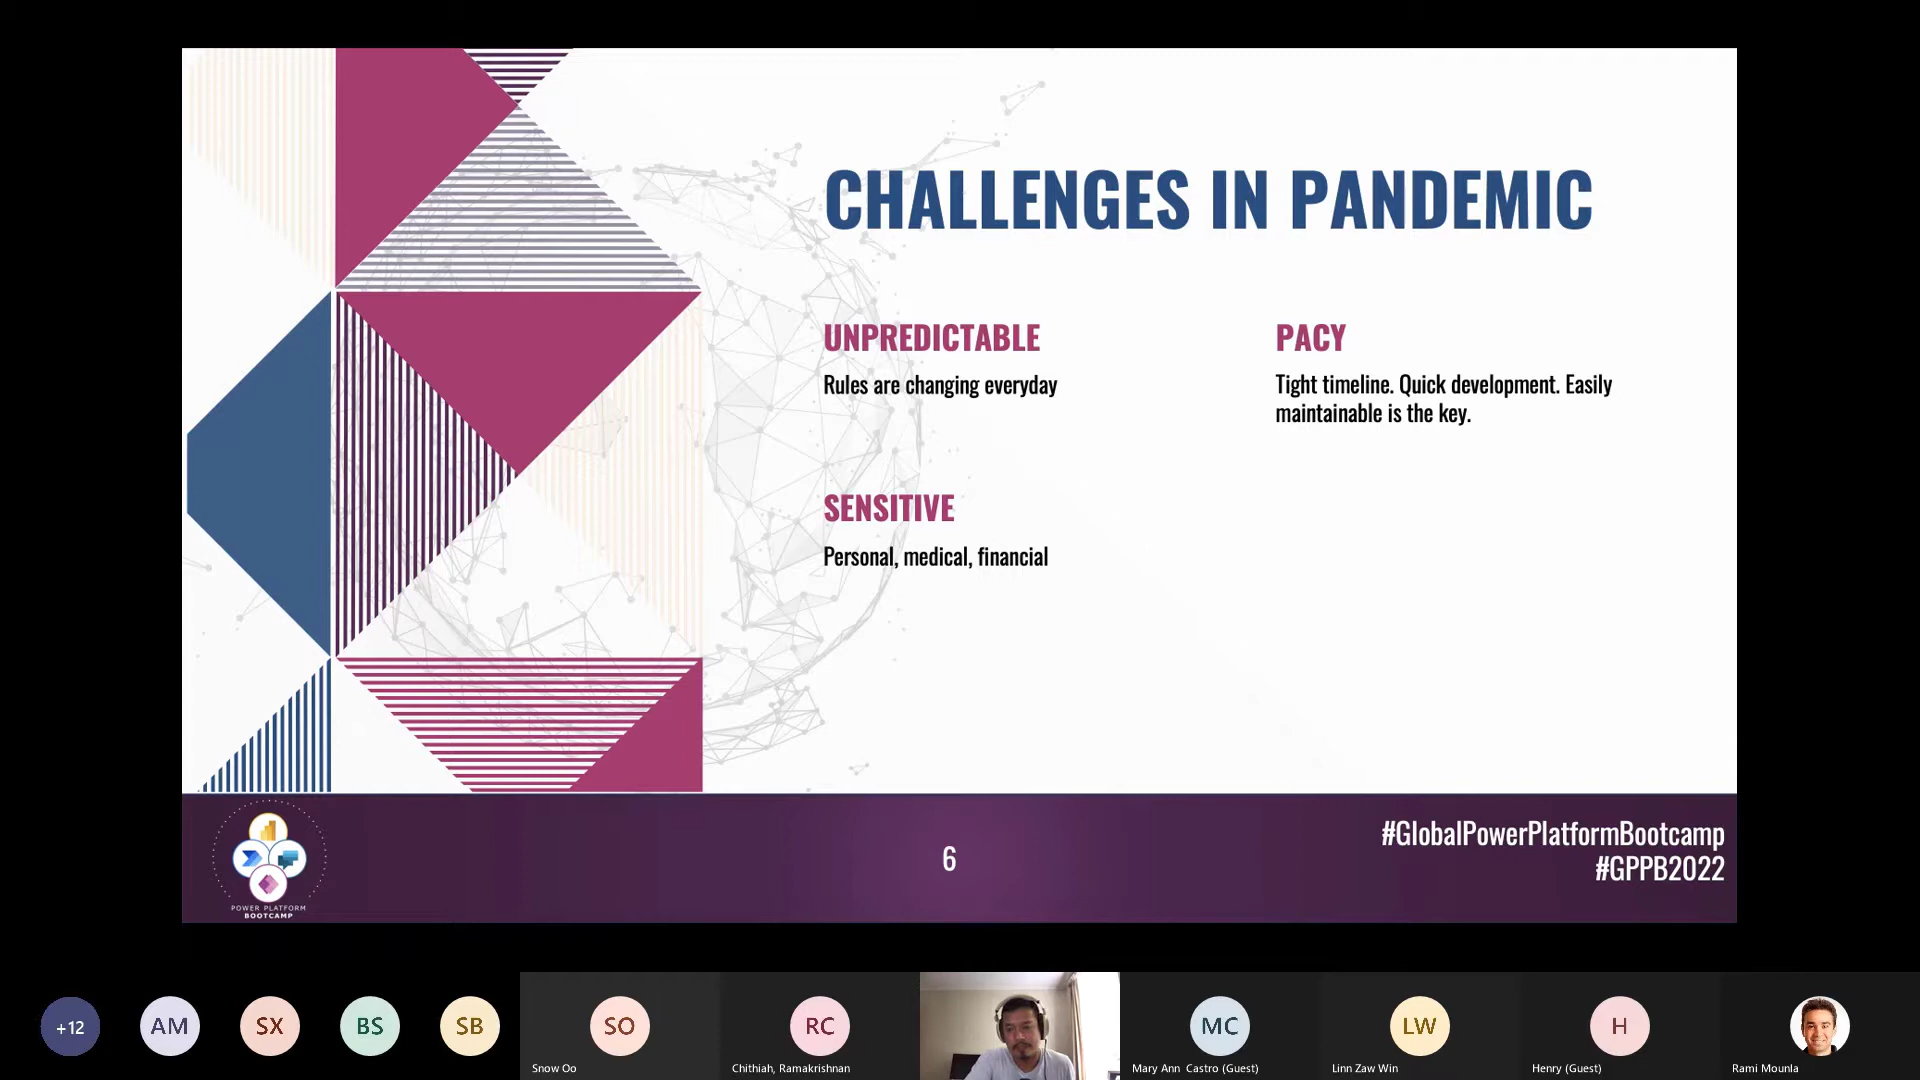 CHALLENGES IN PANDEMIC
UNPREDICTABLE
Rules are changing everyday
PACY
Tight timeline. Quick development. Easily
maintainable is the key.
SENSITIVE
Personal, medical, financial
POWER PLATFORM
BOOTCAMP
6
#GlobalPowerPlatformBootcamp
#GPPB2022
+12
AM
SX
BS
SB
SO
Snow Oo
RC
Chithiah, Ramakrishnan
MC
Mary Ann Castro (Guest)
LW
Linn Zaw Win
H
Henry (Guest)
Rami Mounla